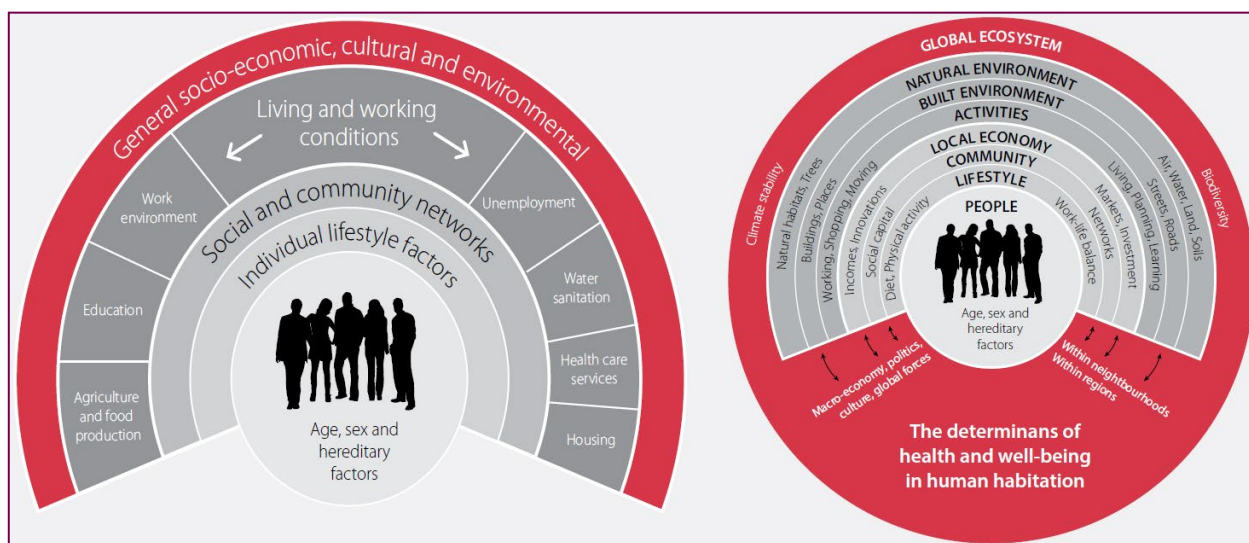 General socio-economic, cultural and environmental
Living and working
conditions
Work
environment
Unemployment
Education
Water
sanitation
Agriculture
and food
production
Health care
services
Housing
Social and community networks
Individual lifestyle factors
Age, sex and
hereditary
factors
GLOBAL ECOSYSTEM
NATURAL ENVIRONMENT
BUILT ENVIRONMENT
ACTIVITIES
LOCAL ECONOMY
COMMUNITY
LIFESTYLE
PEOPLE
Climate stability
Natural habitats, Trees
Buildings, Places
Working, Shopping, Moving
Incomes, Innovations
Social capital
Diet, Physical activity
Work-life balance
Networks
Markets, Investment
Living, Planning, Learning
Streets, Roads
Air, Water, Land, Soils
Biodiversity
Age, sex and
hereditary
factors
Macro-economy, politics,
culture, global forces
Within neighbourhoods
Within regions
The determinans of
health and well-being
in human habitation